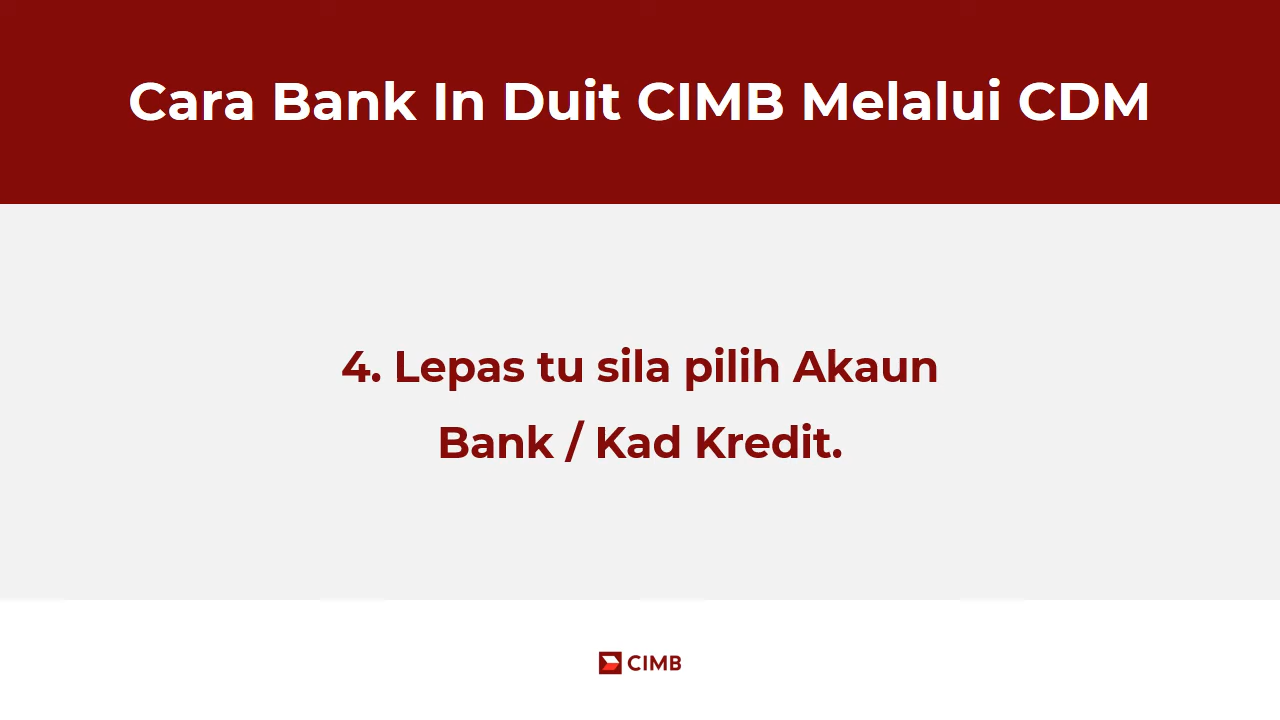 Cara Bank In Duit CIMB Melalui CDM
4. Lepas tu sila pilih Akaun
Bank / Kad Kredit.
CIMB